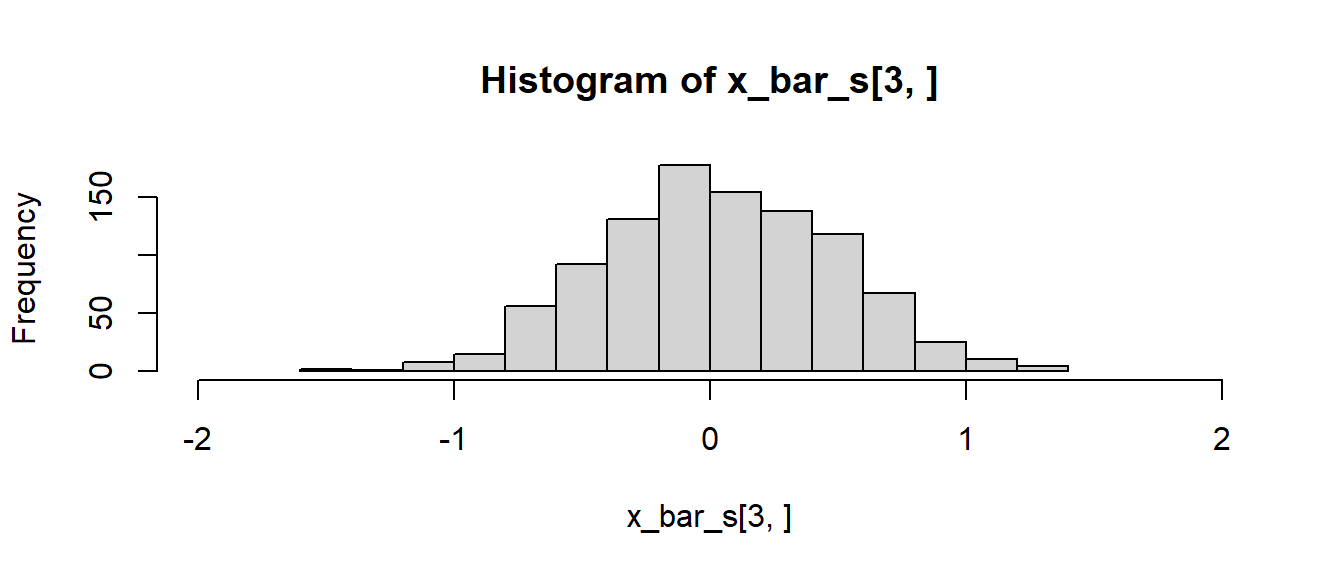 Histogram of x_bar_s[3, ]
Frequency
150
50
0
-2 -1 0 1 2
x_bar_s[3, ]